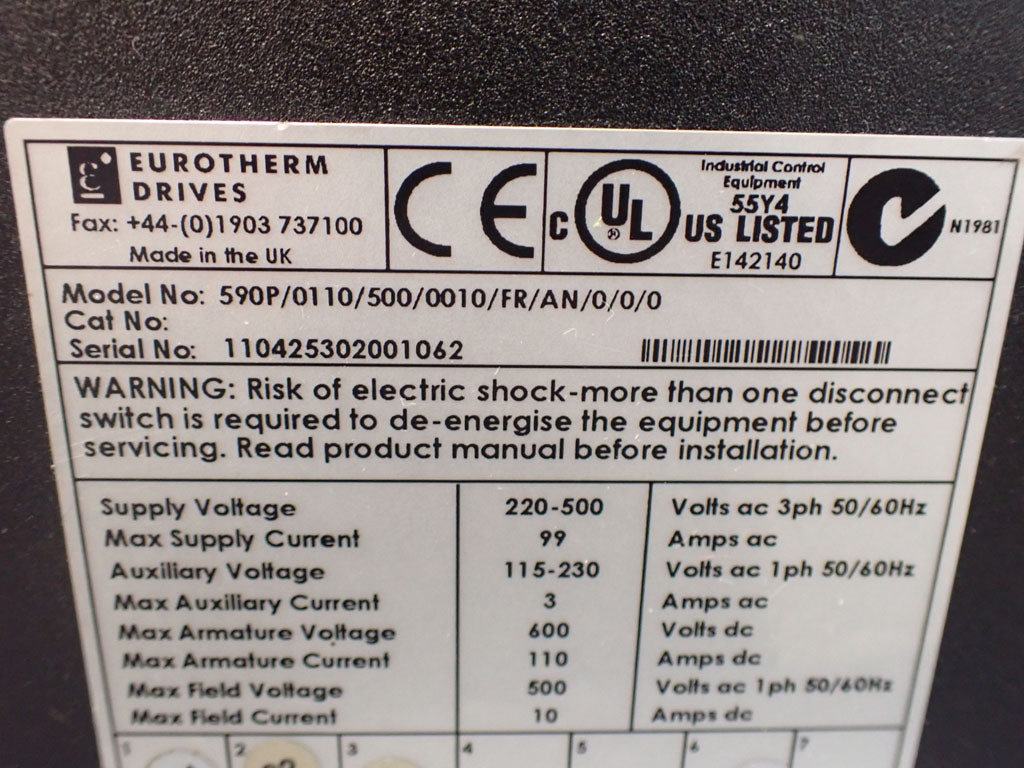 EUROTHERM
DRIVES
Fax: +44-(0)1903 737100
Made in the UK
CE
Industrial Control
Equipment
55Y4
C UL ® US LISTED
E142140
N1981
Model No: 590P/0110/500/0010/FR/AN/0/0/0
Cat No:
Serial No: 110425302001062
WARNING: Risk of electric shock-more than one disconnect
switch is required to de-energise the equipment before
servicing. Read product manual before installation.
Supply Voltage 220-500 Volts ac 3ph 50/60Hz
Max Supply Current 99 Amps ac
Auxiliary Voltage 115-230 Volts ac 1ph 50/60Hz
Max Auxiliary Current 3 Amps ac
Max Armature Voltage 600 Volts dc
Max Armature Current 110 Amps dc
Max Field Voltage 500 Volts ac 1ph 50/60Hz
Max Field Current 10 Amps dc
1 2 3 4 5 6 7